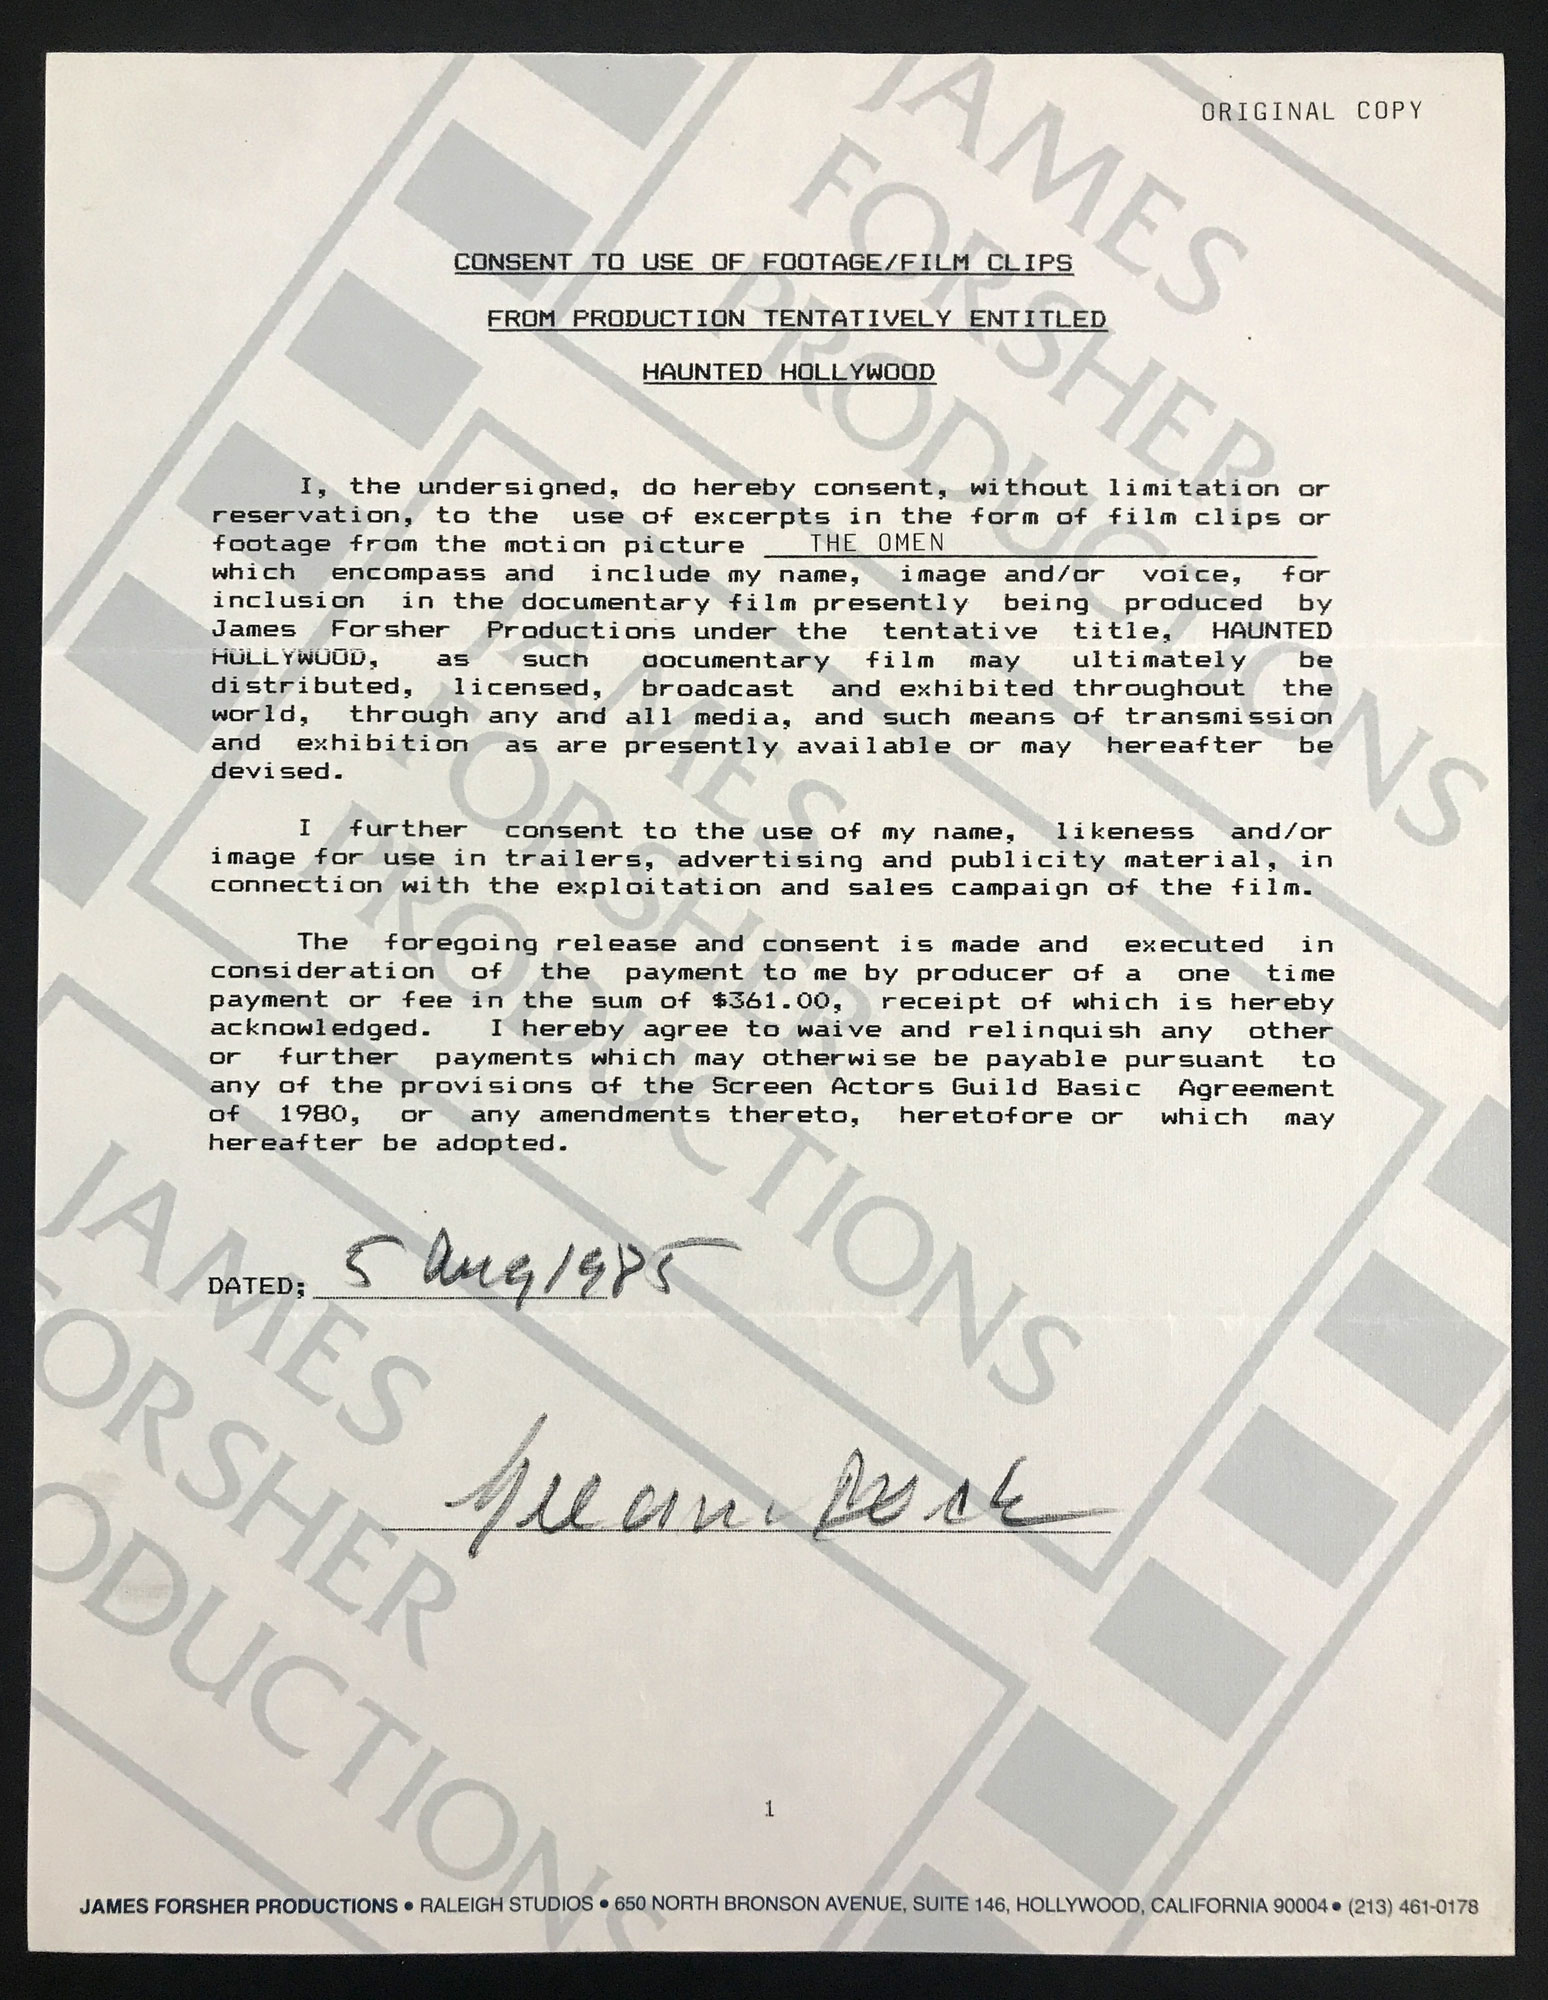 ORIGINAL COPY
CONSENT TO USE OF FOOTAGE/FILM CLIPS
FROM PRODUCTION TENTATIVELY ENTITLED
HAUNTED HOLLYWOOD
I, the undersigned, do hereby consent, without limitation or
reservation, to the use of excerpts in the form of film clips or
footage from the motion picture THE OMEN
which encompass and include my name, image and/or voice, for
inclusion in the documentary film presently being produced by
James Forsher Productions under the tentative title, HAUNTED
HOLLYWOOD, as such documentary film may ultimately be
distributed, licensed, broadcast and exhibited throughout the
world, through any and all media, and such means of transmission
and exhibition as are presently available or may hereafter be
devised.
I further consent to the use of my name, likeness and/or
image for use in trailers, advertising and publicity material, in
connection with the exploitation and sales campaign of the film.
The foregoing release and consent is made and executed in
consideration of the payment to me by producer of a one time
payment or fee in the sum of $361.00, receipt of which is hereby
acknowledged. I hereby agree to waive and relinquish any other
or further payments which may otherwise be payable pursuant to
any of the provisions of the Screen Actors Guild Basic Agreement
of 1980, or any amendments thereto, heretofore or which may
hereafter be adopted.
DATED; 5 Aug 1985
1
JAMES FORSHER PRODUCTIONS • RALEIGH STUDIOS • 650 NORTH BRONSON AVENUE, SUITE 146, HOLLYWOOD, CALIFORNIA 90004 • (213) 461-0178
JAMES
FORSHER
PRODUCTIONS
JAMES
FORSHER
PRODUCTIONS
JAMES
FORSHER
PRODUCTIONS